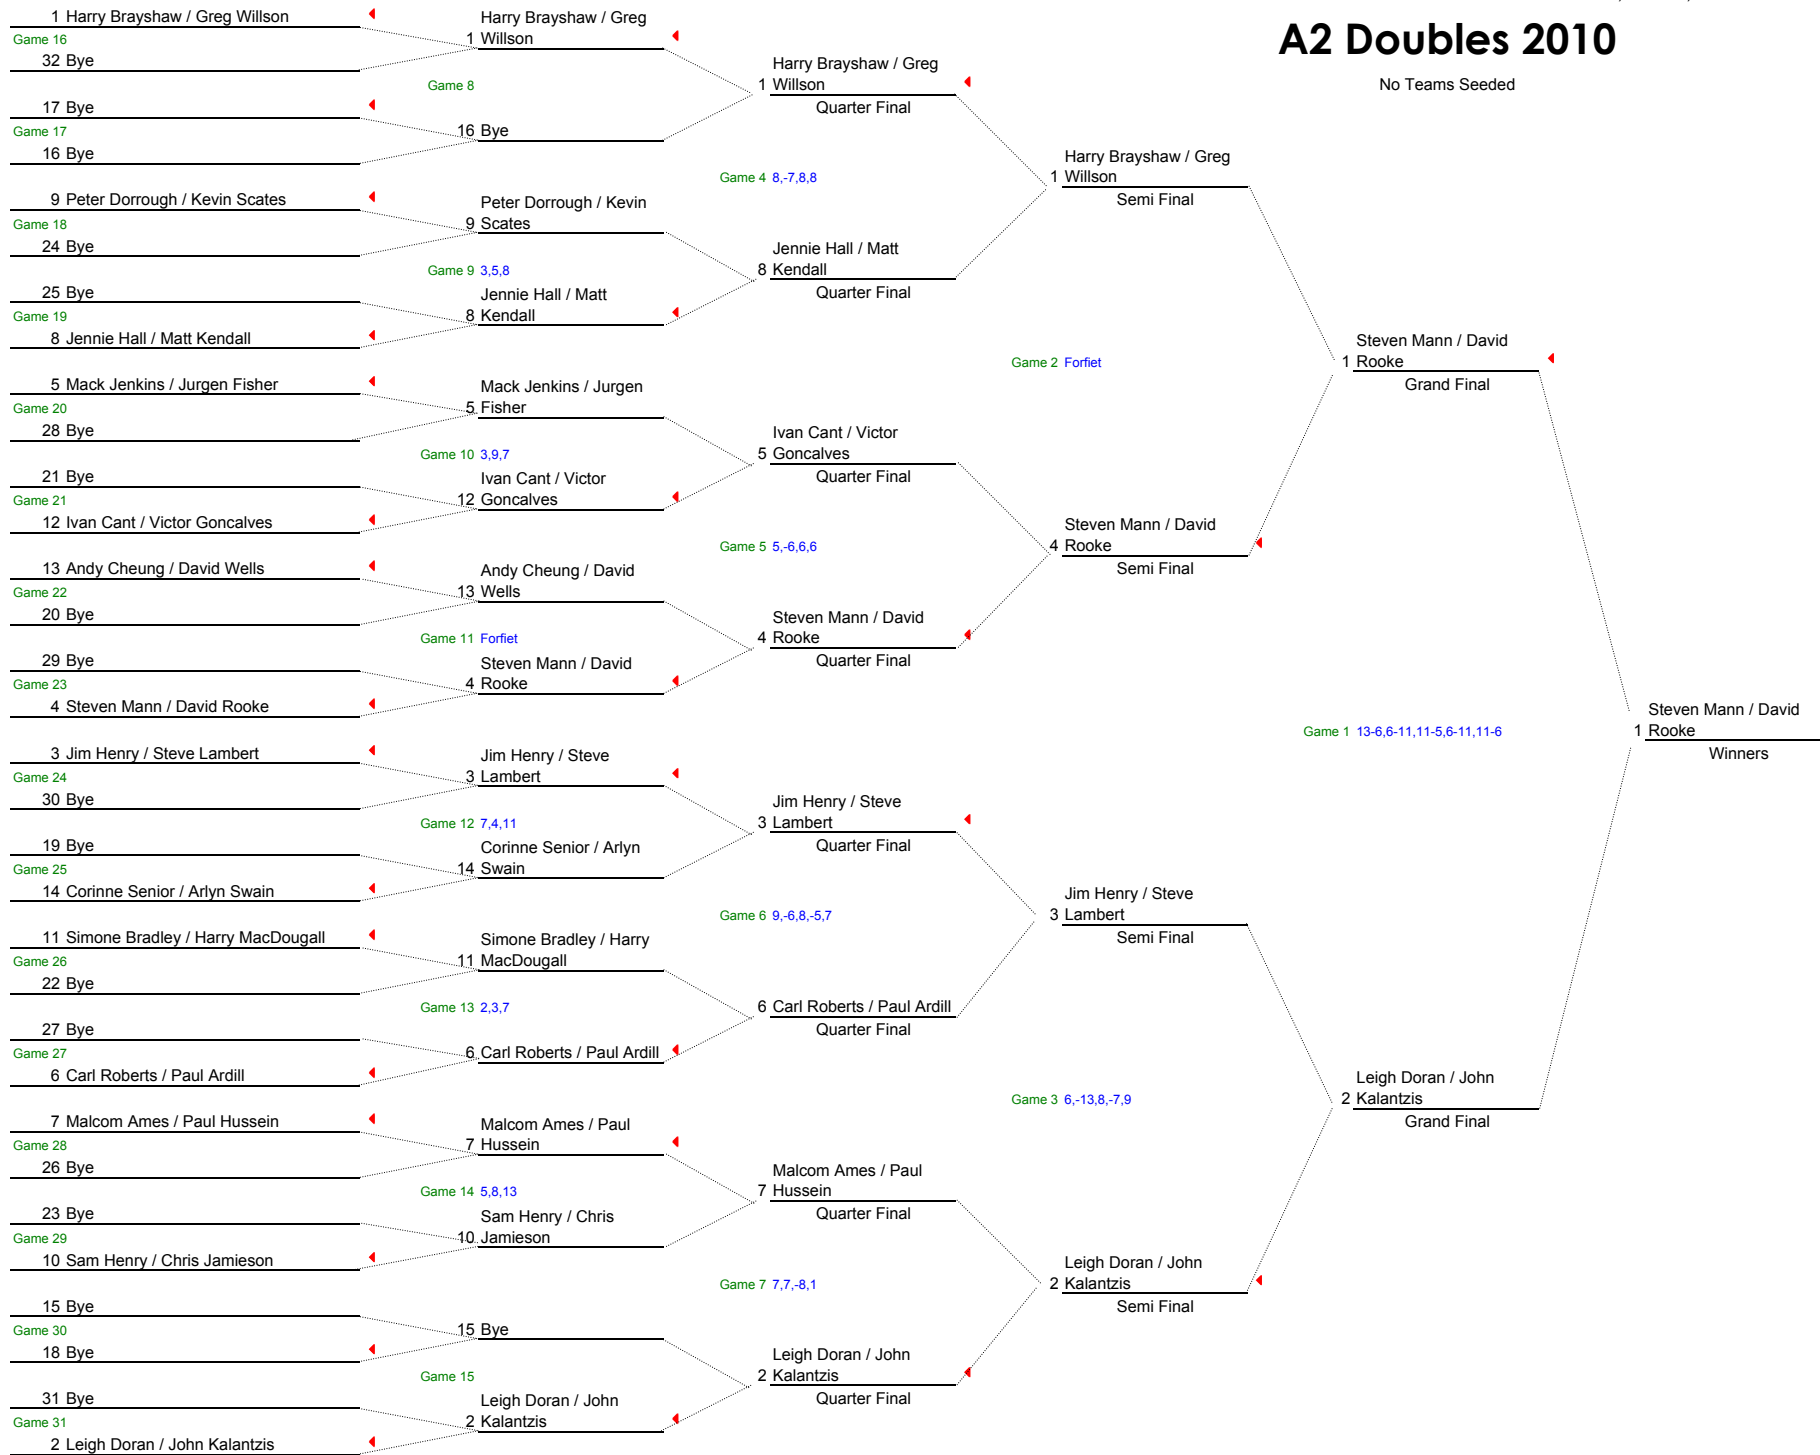 A2 Doubles 2010
No Teams Seeded
1 Harry Brayshaw / Greg Willson
Game 16
32 Bye
17 Bye
Game 17
16 Bye
9 Peter Dorrough / Kevin Scates
Game 18
24 Bye
25 Bye
Game 19
8 Jennie Hall / Matt Kendall
5 Mack Jenkins / Jurgen Fisher
Game 20
28 Bye
21 Bye
Game 21
12 Ivan Cant / Victor Goncalves
13 Andy Cheung / David Wells
Game 22
20 Bye
29 Bye
Game 23
4 Steven Mann / David Rooke
3 Jim Henry / Steve Lambert
Game 24
30 Bye
19 Bye
Game 25
14 Corinne Senior / Arlyn Swain
11 Simone Bradley / Harry MacDougall
Game 26
22 Bye
27 Bye
Game 27
6 Carl Roberts / Paul Ardill
7 Malcom Ames / Paul Hussein
Game 28
26 Bye
23 Bye
Game 29
10 Sam Henry / Chris Jamieson
15 Bye
Game 30
18 Bye
31 Bye
Game 31
2 Leigh Doran / John Kalantzis
Harry Brayshaw / Greg
1 Willson
Game 8
16 Bye
Peter Dorrough / Kevin
9 Scates
Game 9 3,5,8
Jennie Hall / Matt
8 Kendall
Mack Jenkins / Jurgen
5 Fisher
Game 10 3,9,7
Ivan Cant / Victor
12 Goncalves
Andy Cheung / David
13 Wells
Game 11 Forfiet
Steven Mann / David
4 Rooke
Jim Henry / Steve
3 Lambert
Game 12 7,4,11
Corinne Senior / Arlyn
14 Swain
Simone Bradley / Harry
11 MacDougall
Game 13 2,3,7
6 Carl Roberts / Paul Ardill
Malcom Ames / Paul
7 Hussein
Game 14 5,8,13
Sam Henry / Chris
10 Jamieson
15 Bye
Game 15
Leigh Doran / John
2 Kalantzis
Harry Brayshaw / Greg
1 Willson
Quarter Final
Game 4 8,-7,8,8
Jennie Hall / Matt
8 Kendall
Quarter Final
Ivan Cant / Victor
5 Goncalves
Quarter Final
Game 5 5,-6,6,6
Steven Mann / David
4 Rooke
Quarter Final
Jim Henry / Steve
3 Lambert
Quarter Final
Game 6 9,-6,8,-5,7
6 Carl Roberts / Paul Ardill
Quarter Final
Malcom Ames / Paul
7 Hussein
Quarter Final
Game 7 7,7,-8,1
Leigh Doran / John
2 Kalantzis
Quarter Final
Harry Brayshaw / Greg
1 Willson
Semi Final
Game 2 Forfiet
Steven Mann / David
4 Rooke
Semi Final
Jim Henry / Steve
3 Lambert
Semi Final
Game 3 6,-13,8,-7,9
Leigh Doran / John
2 Kalantzis
Semi Final
Steven Mann / David
1 Rooke
Grand Final
Game 1 13-6,6-11,11-5,6-11,11-6
Leigh Doran / John
2 Kalantzis
Grand Final
Steven Mann / David
1 Rooke
Winners